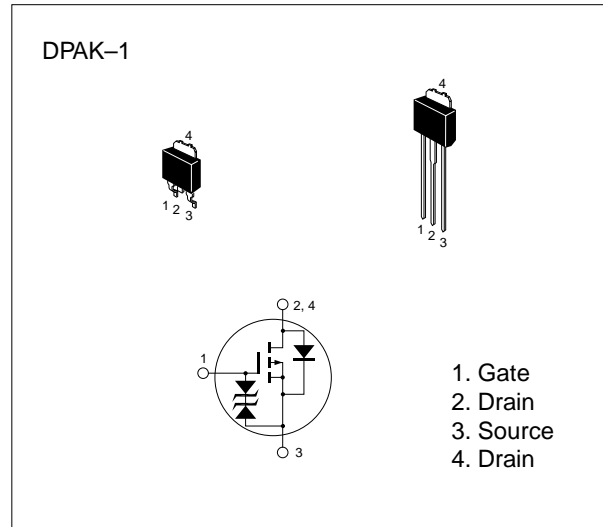 DPAK–1
4
4
1 2 3
1 2 3
2, 4
1
3
1. Gate
2. Drain
3. Source
4. Drain